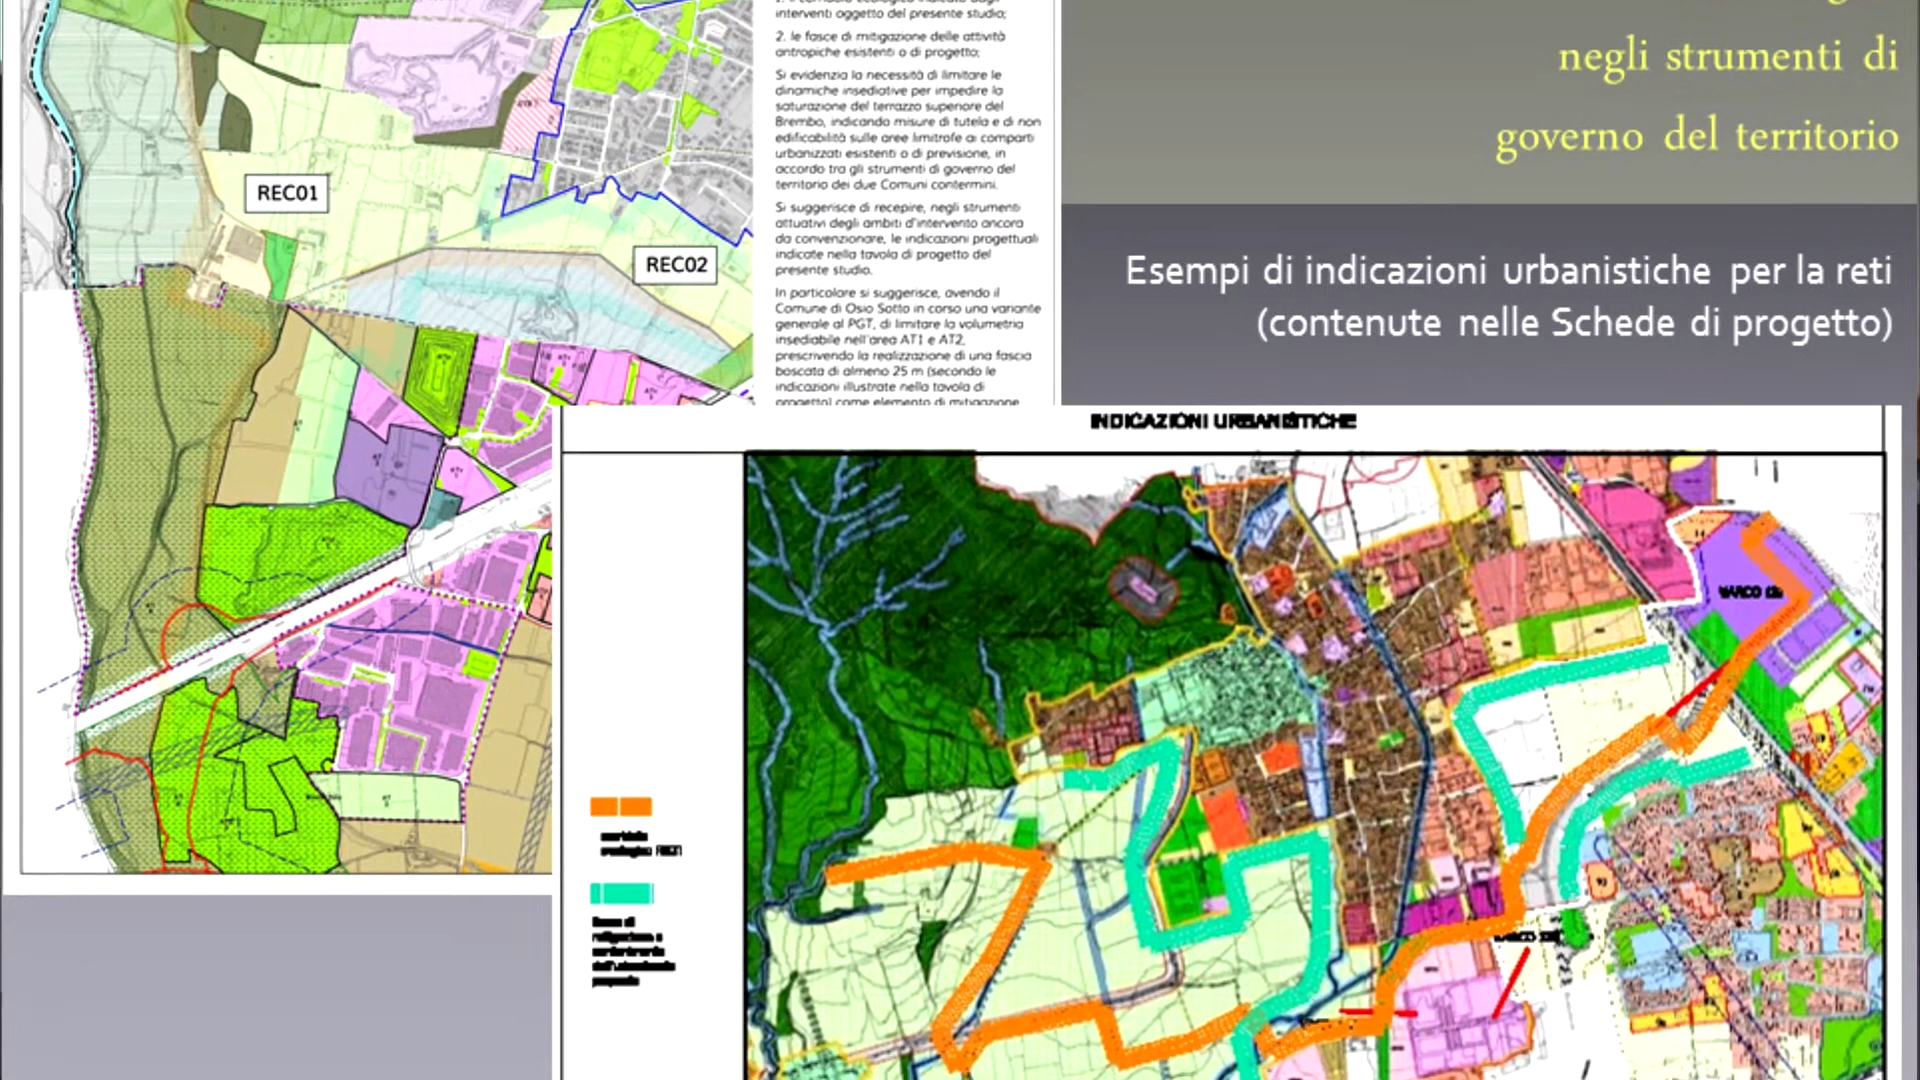 interventi oggetto del presente studio;
2. le fasce di mitigazione delle attività
antropiche esistenti o di progetto;
Si evidenzia la necessità di limitare le
dinamiche insediative per impedire la
saturazione del terrazzo superiore del
Brembo, indicando misure di tutela e di non
edificabilità sulle aree limitrofe ai comparti
urbanizzati esistenti o di previsione, in
accordo tra gli strumenti di governo del
territorio dei due Comuni contermini.
Si suggerisce di recepire, negli strumenti
attuativi degli ambiti d'intervento ancora
da convenzionare, le indicazioni progettuali
indicate nella tavola di progetto del
presente studio.
In particolare si suggerisce, avendo il
Comune di Osio Sotto in corso una variante
generale al PGT, di limitare la volumetria
insediabile nell'area AT1 e AT2,
prescrivendo la realizzazione di una fascia
boscata di almeno 25 m (secondo le
indicazioni illustrate nella tavola di
progetto) come elemento di mitigazione
negli strumenti di
governo del territorio
Esempi di indicazioni urbanistiche per la reti
(contenute nelle Schede di progetto)
REC01
REC02
INDICAZIONI URBANISTICHE